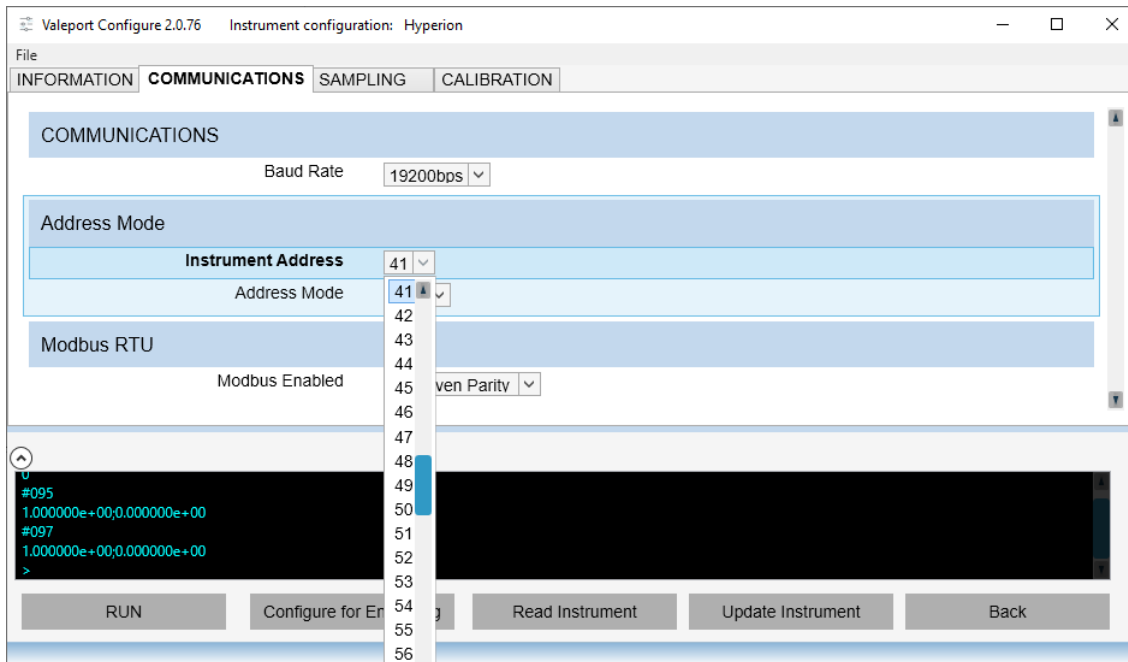 Valeport Configure 2.0.76 Instrument configuration: Hyperion
File
INFORMATION COMMUNICATIONS SAMPLING CALIBRATION
COMMUNICATIONS
Baud Rate 19200bps
Address Mode
Instrument Address 41
Address Mode
41
42
43
44
45
46
47
48
49
50
51
52
53
54
55
56
Modbus RTU
Modbus Enabled ven Parity
0
#095
1.000000e+00;0.000000e+00
#097
1.000000e+00;0.000000e+00
>
RUN Configure for En g Read Instrument Update Instrument Back